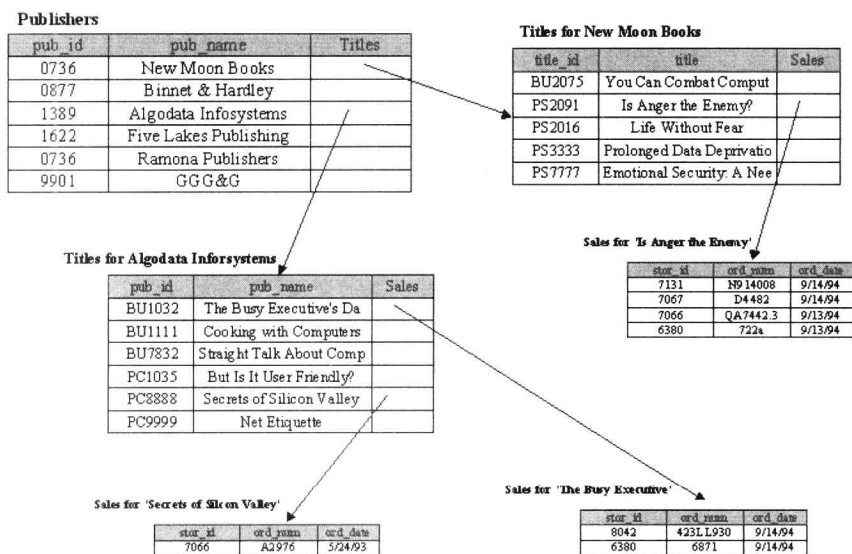 Publishers
pub_id pub_name Titles
0736 New Moon Books
0877 Binnet & Hardley
1389 Algodata Infosystems
1622 Five Lakes Publishing
0736 Ramona Publishers
9901 GGG&G
Titles for New Moon Books
title_id title Sales
BU2075 You Can Combat Comput
PS2091 Is Anger the Enemy?
PS2016 Life Without Fear
PS3333 Prolonged Data Deprivatio
PS7777 Emotional Security: A Nee
Sales for 'Is Anger the Enemy'
stor_id ord_num ord_date
7131 N914008 9/14/94
7067 D4482 9/14/94
7066 QA7442.3 9/13/94
6380 722a 9/13/94
Titles for Algodata Inforsystems
pub_id pub_name Sales
BU1032 The Busy Executive's Da
BU1111 Cooking with Computers
BU7832 Straight Talk About Comp
PC1035 But Is It User Friendly?
PC8888 Secrets of Silicon Valley
PC9999 Net Etiquette
Sales for 'Secrets of Silcon Valley'
stor_id ord_num ord_date
7066 A2976 5/24/93
Sales for 'The Busy Executive'
stor_id ord_num ord_date
8042 423LL930 9/14/94
6380 6871 9/14/94